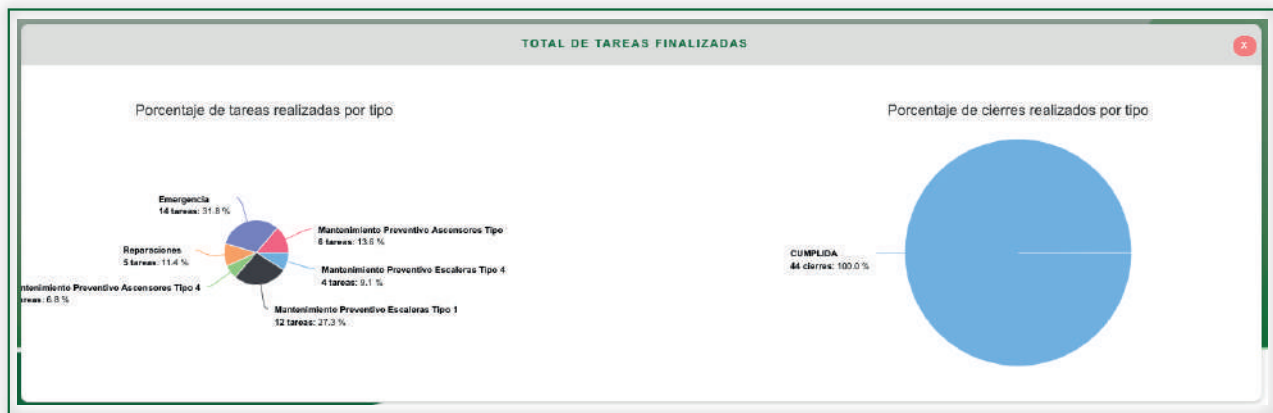 TOTAL DE TAREAS FINALIZADAS
X
Porcentaje de tareas realizadas por tipo
Emergencia
14 tareas: 31.8 %
Mantenimiento Preventivo Ascensores Tipo
6 tareas: 13.6 %
Reparaciones
5 tareas: 11.4 %
Mantenimiento Preventivo Escaleras Tipo 4
4 tareas: 9.1 %
ntenimiento Preventivo Ascensores Tipo 4
areas: 6.8 %
Mantenimiento Preventivo Escaleras Tipo 1
12 tareas: 27.3 %
Porcentaje de cierres realizados por tipo
CUMPLIDA
44 cierres: 100.0 %